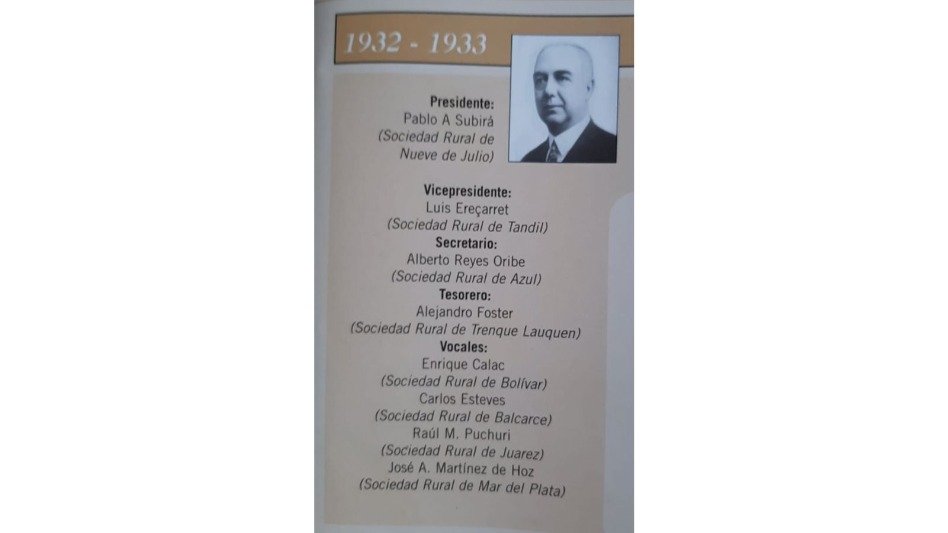 1932 - 1933
Presidente:
Pablo A Subirá
(Sociedad Rural de
Nueve de Julio)
Vicepresidente:
Luis Ereçarret
(Sociedad Rural de Tandil)
Secretario:
Alberto Reyes Oribe
(Sociedad Rural de Azul)
Tesorero:
Alejandro Foster
(Sociedad Rural de Trenque Lauquen)
Vocales:
Enrique Calac
(Sociedad Rural de Bolívar)
Carlos Esteves
(Sociedad Rural de Balcarce)
Raúl M. Puchuri
(Sociedad Rural de Juarez)
José A. Martínez de Hoz
(Sociedad Rural de Mar del Plata)